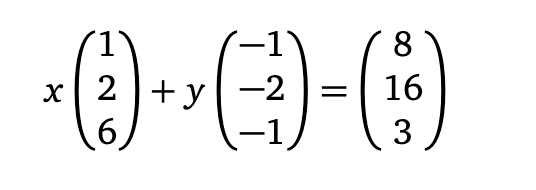 x(1 2 6) + y(−1 −2 −1) = (8 16 3)